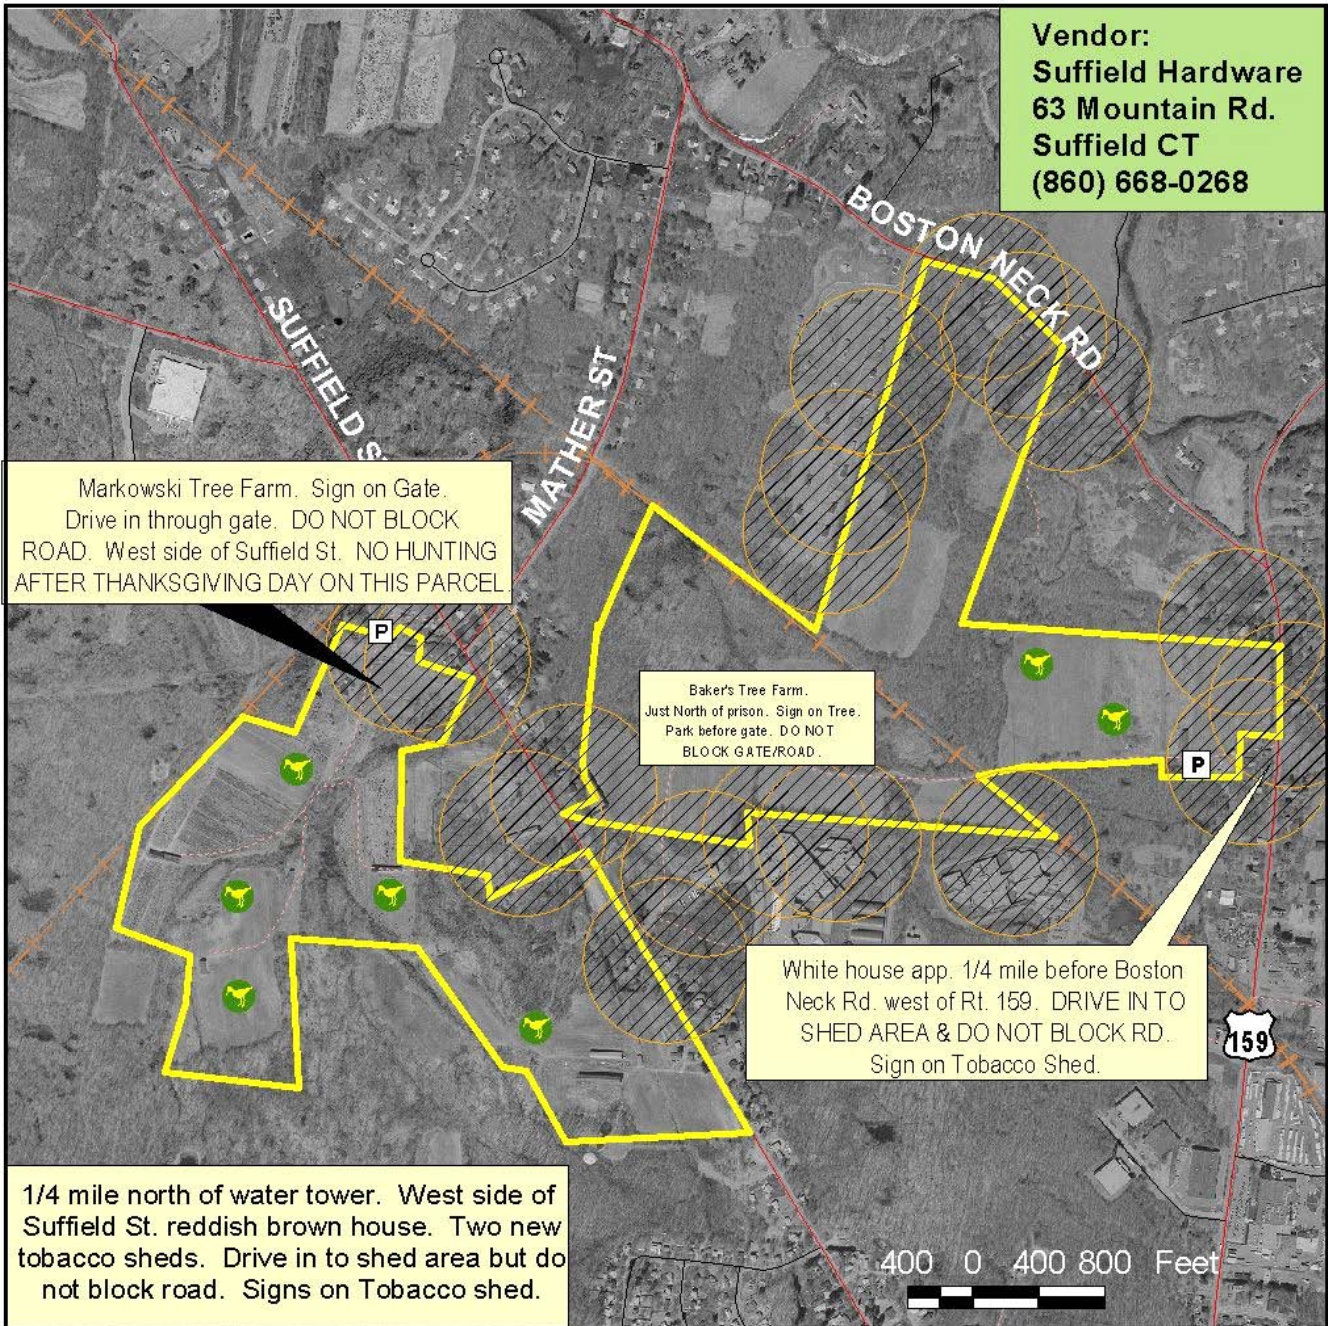 Vendor:
Suffield Hardware
63 Mountain Rd.
Suffield CT
(860) 668-0268
BOSTON NECK RD
SUFFIELD S
MATHER ST
Markowski Tree Farm. Sign on Gate.
Drive in through gate. DO NOT BLOCK
ROAD. West side of Suffield St. NO HUNTING
AFTER THANKSGIVING DAY ON THIS PARCEL.
P
Baker's Tree Farm.
Just North of prison. Sign on Tree.
Park before gate. DO NOT
BLOCK GATE/ROAD.
P
White house app. 1/4 mile before Boston
Neck Rd. west of Rt. 159. DRIVE IN TO
SHED AREA & DO NOT BLOCK RD.
Sign on Tobacco Shed.
159
1/4 mile north of water tower. West side of
Suffield St. reddish brown house. Two new
tobacco sheds. Drive in to shed area but do
not block road. Signs on Tobacco shed.
400 0 400 800 Feet